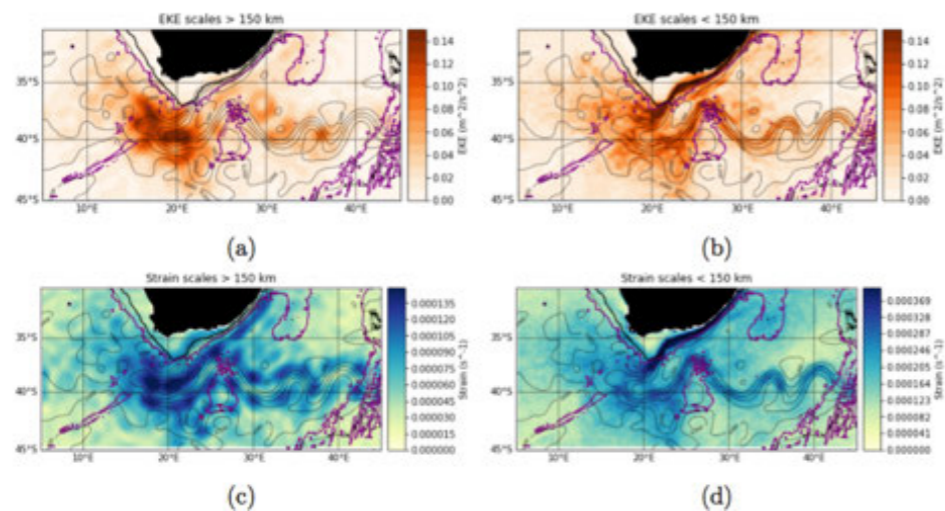 EKE scales > 150 km
EKE scales < 150 km
35°S
40°S
45°S
10°E
20°E
30°E
40°E
0.14
0.12
0.10
0.08
0.06
0.04
0.02
0.00
EKE (m^2/s^2)
35°S
40°S
45°S
10°E
20°E
30°E
40°E
0.14
0.12
0.10
0.08
0.06
0.04
0.02
0.00
EKE (m^2/s^2)
(a)
(b)
Strain scales > 150 km
Strain scales < 150 km
35°S
40°S
45°S
10°E
20°E
30°E
40°E
0.000135
0.000120
0.000105
0.000090
0.000075
0.000060
0.000045
0.000030
0.000015
0.000000
Strain (s^-1)
35°S
40°S
45°S
10°E
20°E
30°E
40°E
0.000369
0.000328
0.000287
0.000246
0.000205
0.000164
0.000123
0.000082
0.000041
0.000000
Strain (s^-1)
(c)
(d)